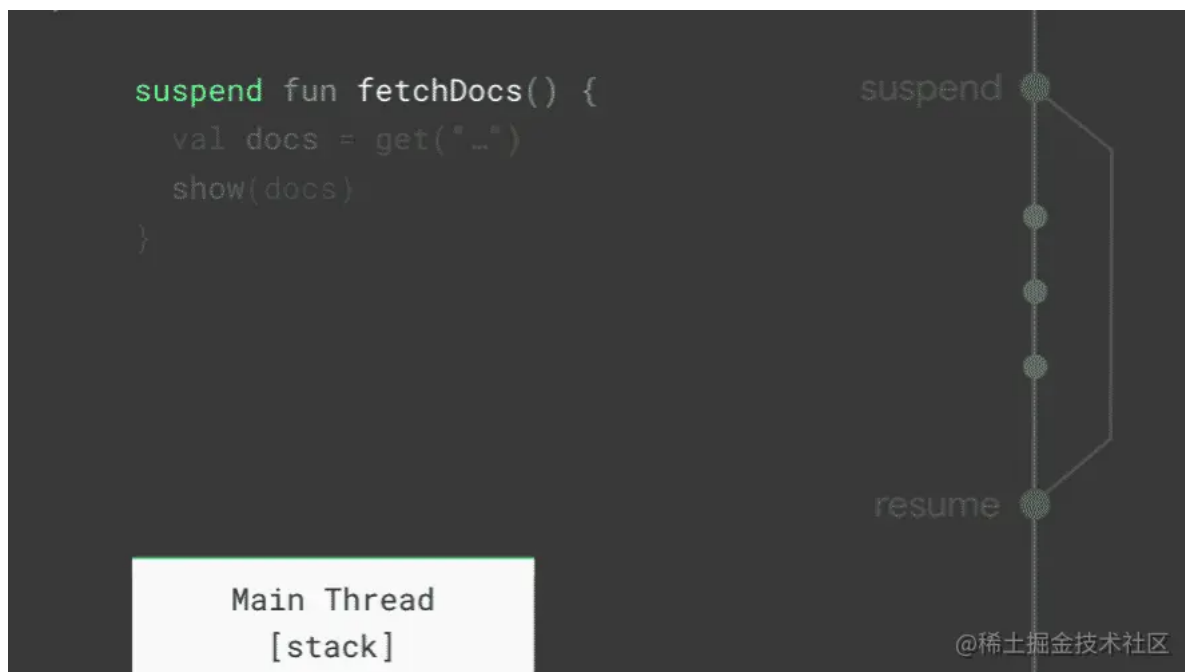 suspend fun fetchDocs() {
  val docs = get("…")
  show(docs)
}
suspend
resume
Main Thread
[stack]
@稀土掘金技术社区